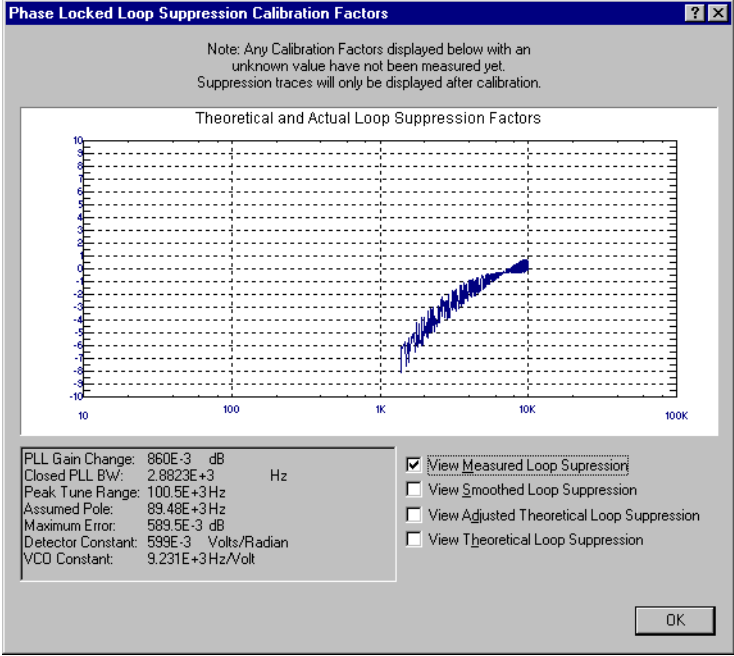 Phase Locked Loop Suppression Calibration Factors
Note: Any Calibration Factors displayed below with an
unknown value have not been measured yet.
Suppression traces will only be displayed after calibration.
Theoretical and Actual Loop Suppression Factors
10
9
8
7
6
5
4
3
2
1
0
-1
-2
-3
-4
-5
-6
-7
-8
-9
-10
10 100 1K 10K 100K
PLL Gain Change: 860E-3 dB
Closed PLL BW: 2.8823E+3 Hz
Peak Tune Range: 100.5E+3 Hz
Assumed Pole: 89.48E+3 Hz
Maximum Error: 589.5E-3 dB
Detector Constant: 599E-3 Volts/Radian
VCO Constant: 9.231E+3 Hz/Volt
View Measured Loop Supression
View Smoothed Loop Suppression
View Adjusted Theoretical Loop Suppression
View Theoretical Loop Suppression
OK